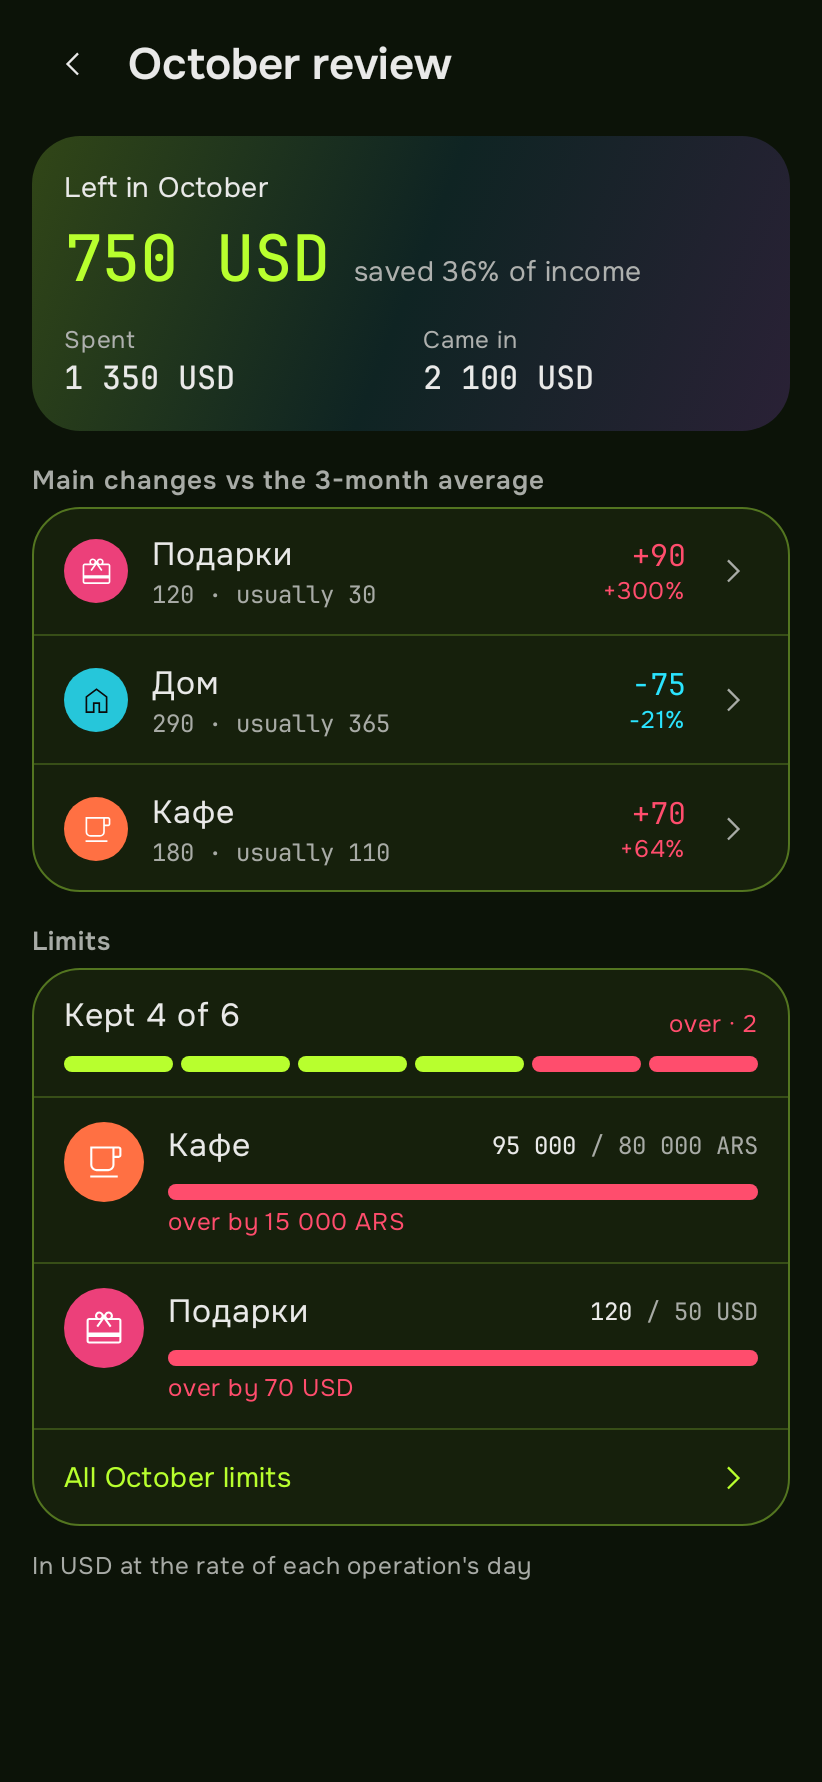 October review
Left in October
750 USD saved 36% of income
Spent Came in
1 350 USD 2 100 USD
Main changes vs the 3-month average
Подарки +90
120 · usually 30 +300%
Дом -75
290 · usually 365 -21%
Кафе +70
180 · usually 110 +64%
Limits
Kept 4 of 6 over · 2
Кафе 95 000 / 80 000 ARS
over by 15 000 ARS
Подарки 120 / 50 USD
over by 70 USD
All October limits
In USD at the rate of each operation's day